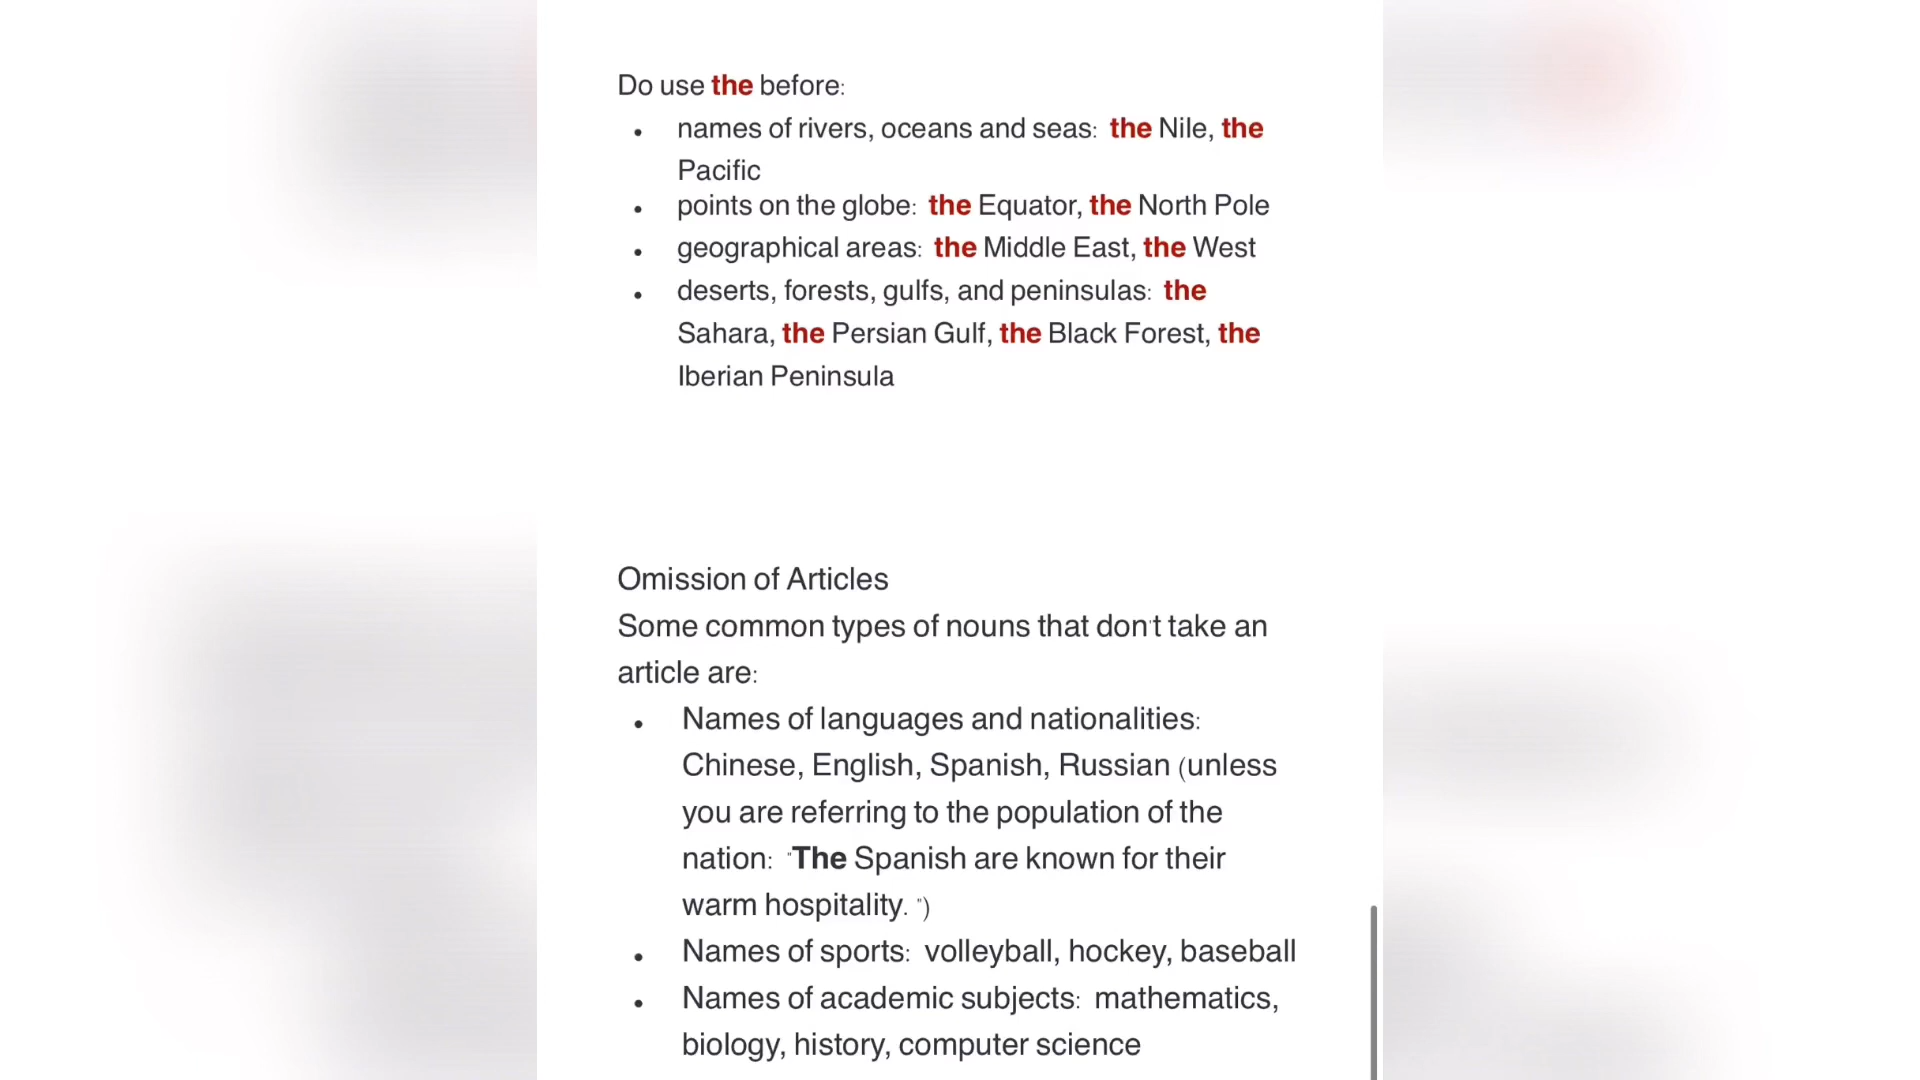 Do use the before:
• names of rivers, oceans and seas: the Nile, the
Pacific
• points on the globe: the Equator, the North Pole
• geographical areas: the Middle East, the West
• deserts, forests, gulfs, and peninsulas: the
Sahara, the Persian Gulf, the Black Forest, the
Iberian Peninsula
Omission of Articles
Some common types of nouns that don't take an
article are:
• Names of languages and nationalities:
Chinese, English, Spanish, Russian (unless
you are referring to the population of the
nation: "The Spanish are known for their
warm hospitality. ")
• Names of sports: volleyball, hockey, baseball
• Names of academic subjects: mathematics,
biology, history, computer science